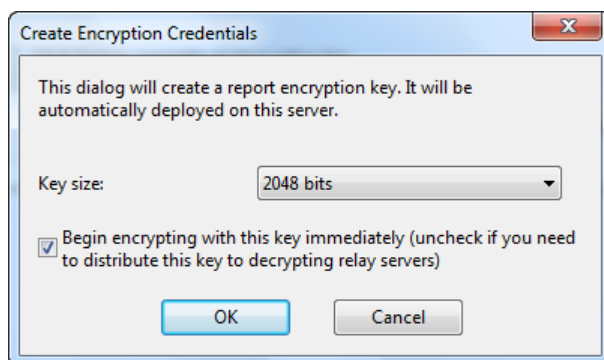 Create Encryption Credentials
This dialog will create a report encryption key. It will be
automatically deployed on this server.
Key size:
2048 bits
Begin encrypting with this key immediately (uncheck if you need
to distribute this key to decrypting relay servers)
OK
Cancel